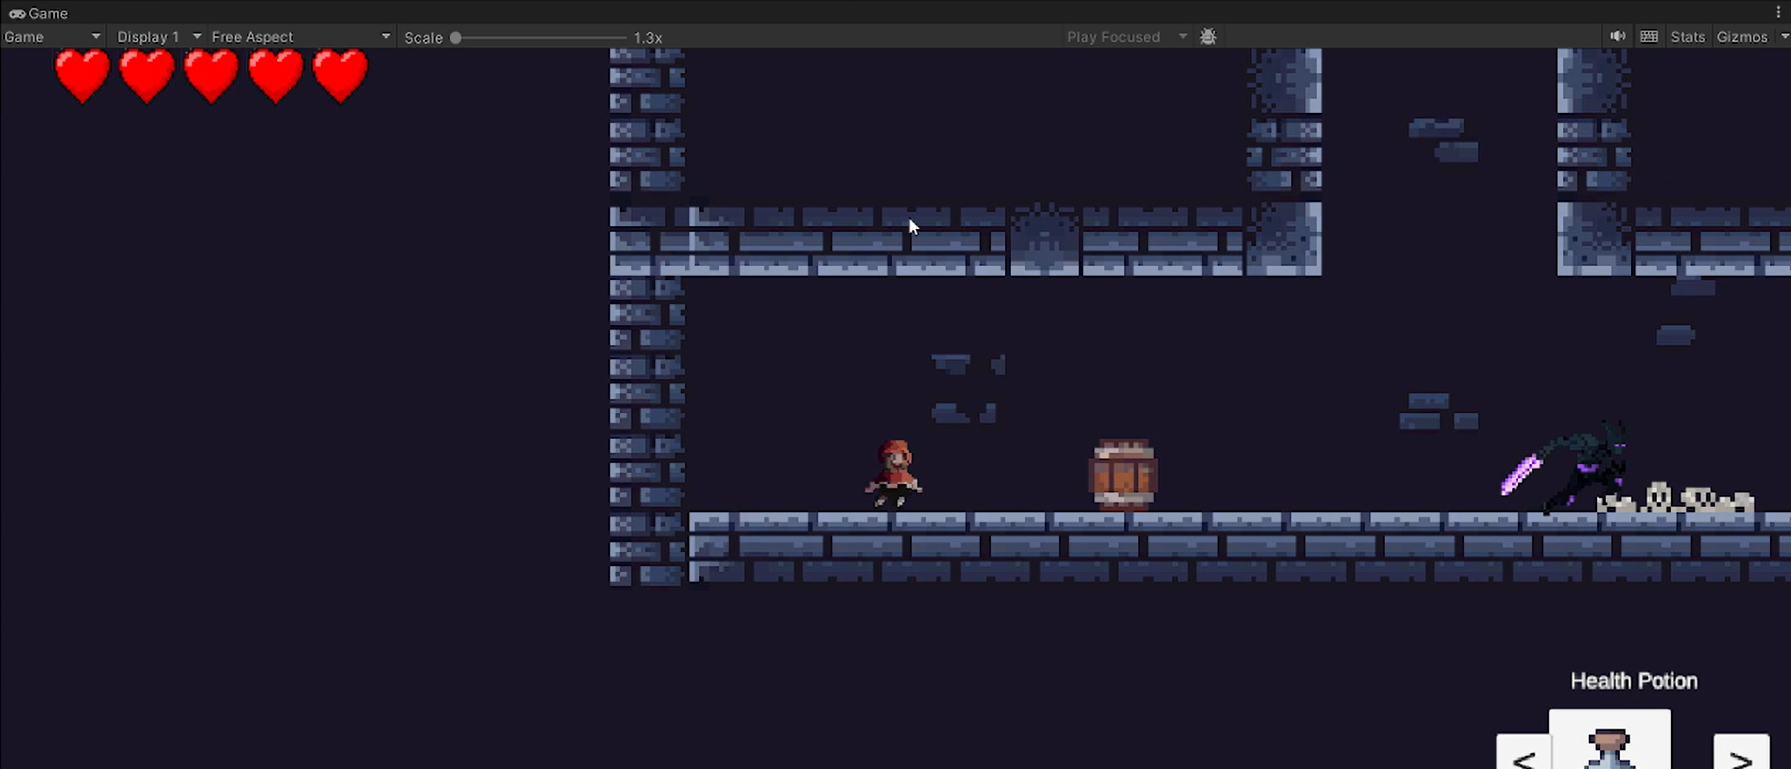 Game
Game Display 1 Free Aspect Scale 1.3x Play Focused Stats Gizmos
Health Potion
< >